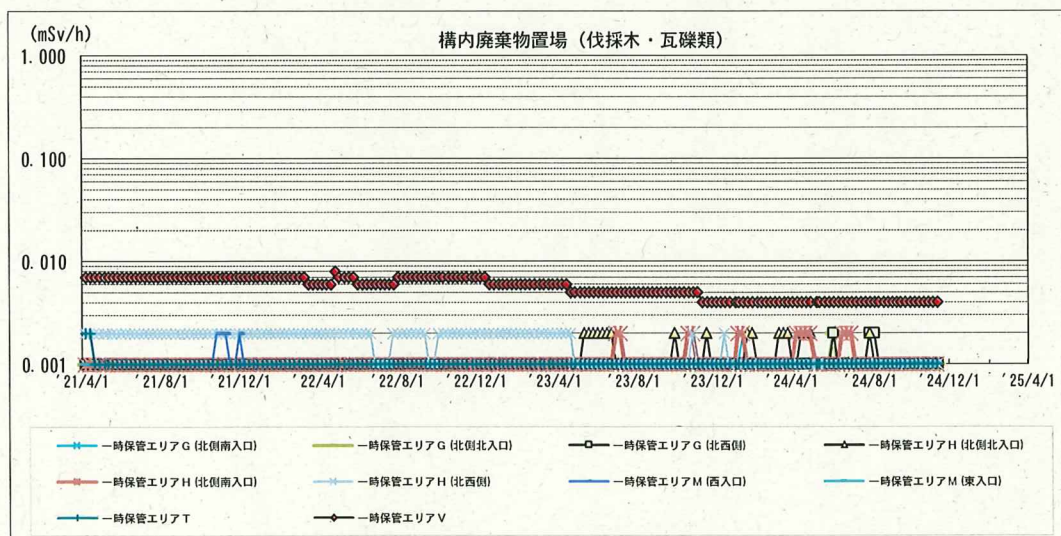 (mSv/h)
構内廃棄物置場（伐採木・瓦礫類）
1.000
0.100
0.010
0.001
'21/4/1 '21/8/1 '21/12/1 '22/4/1 '22/8/1 '22/12/1 '23/4/1 '23/8/1 '23/12/1 '24/4/1 '24/8/1 '24/12/1 '25/4/1
一時保管エリアG (北側南入口) 一時保管エリアG (北側北入口) 一時保管エリアG (北西側) 一時保管エリアH (北側北入口)
一時保管エリアH (北側南入口) 一時保管エリアH (北西側) 一時保管エリアM (西入口) 一時保管エリアM (東入口)
一時保管エリアT 一時保管エリアV